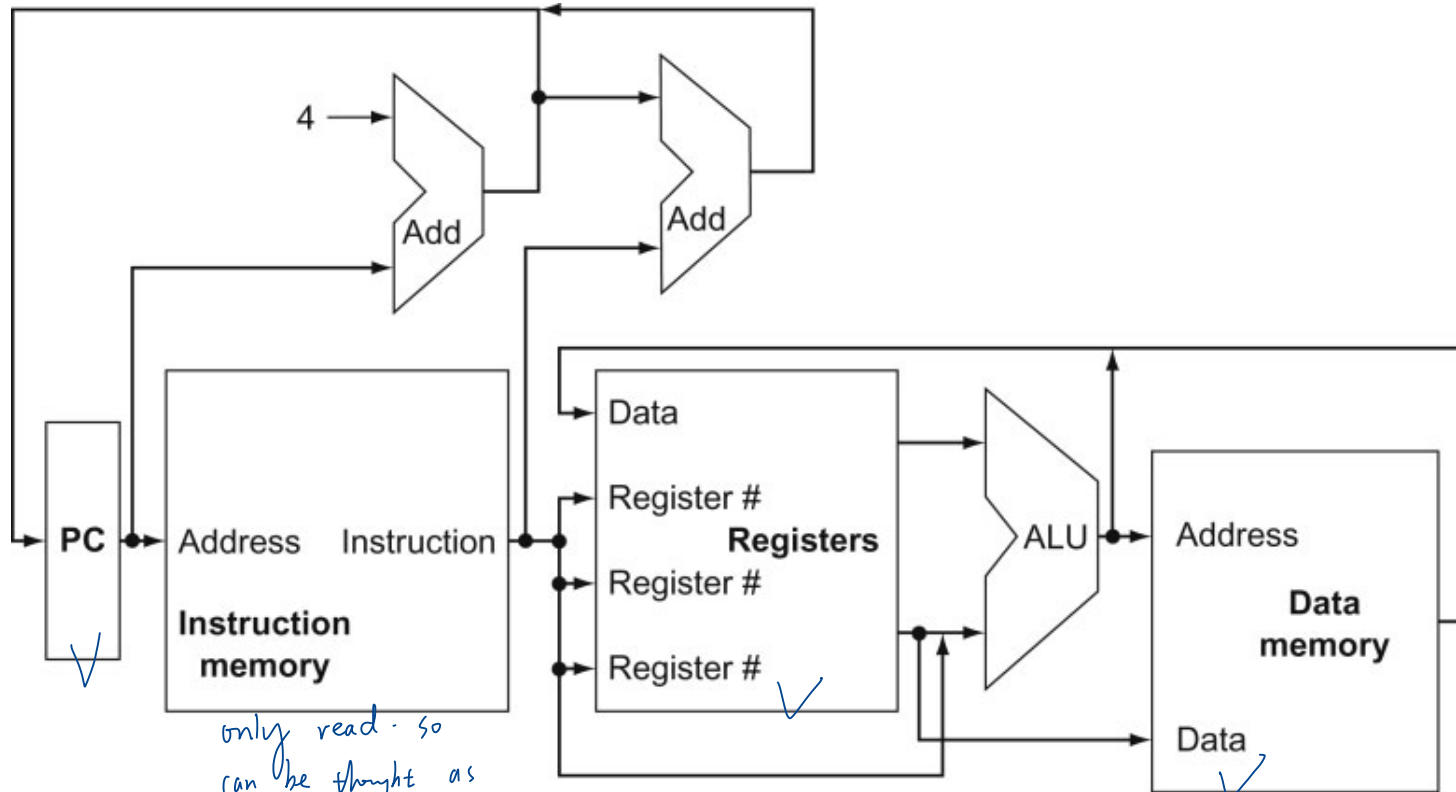 4
Add
Add
Data
Register #
Register #
Register #
Registers
PC
Address
Instruction
Instruction
memory
ALU
Address
Data
memory
Data
only read. so
can be thought as